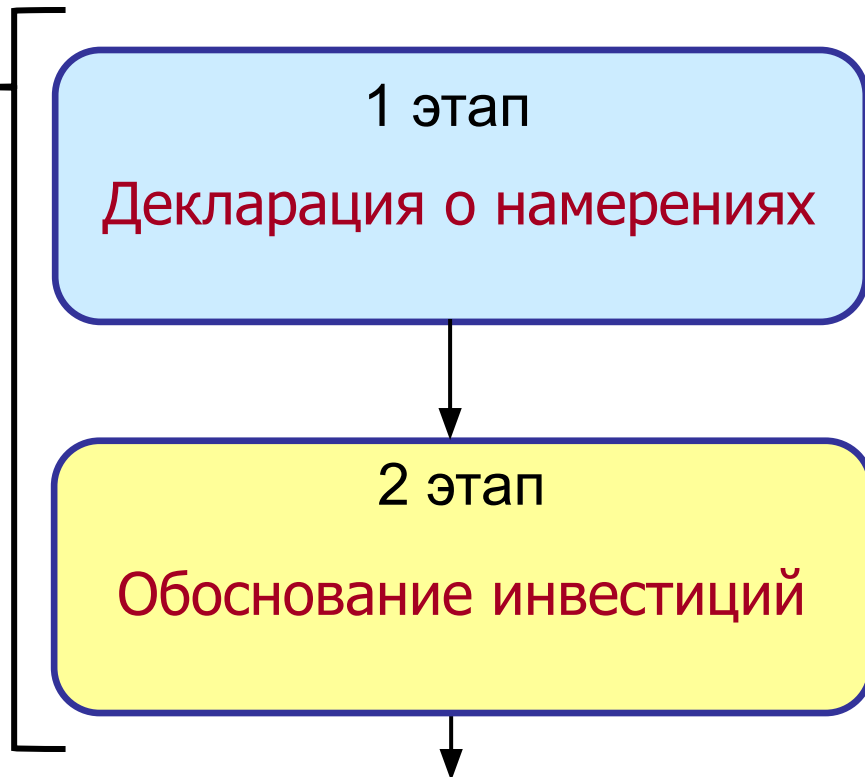 1 этап
Декларация о намерениях
2 этап
Обоснование инвестиций